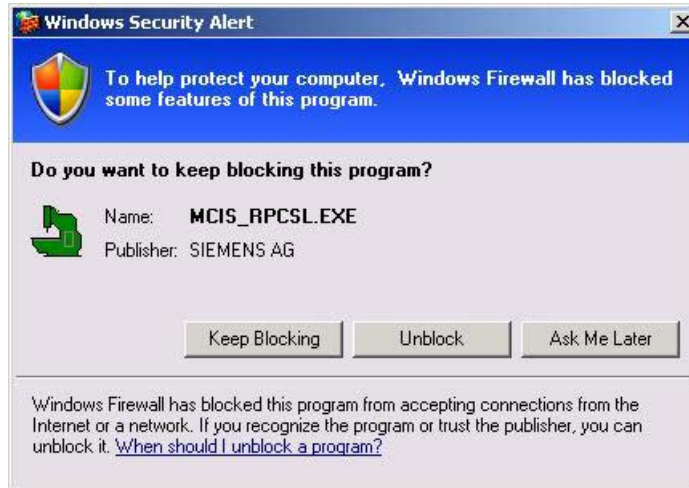 Windows Security Alert
To help protect your computer, Windows Firewall has blocked
some features of this program.
Do you want to keep blocking this program?
Name: MCIS_RPCSL.EXE
Publisher: SIEMENS AG
Keep Blocking Unblock Ask Me Later
Windows Firewall has blocked this program from accepting connections from the
Internet or a network. If you recognize the program or trust the publisher, you can
unblock it. When should I unblock a program?